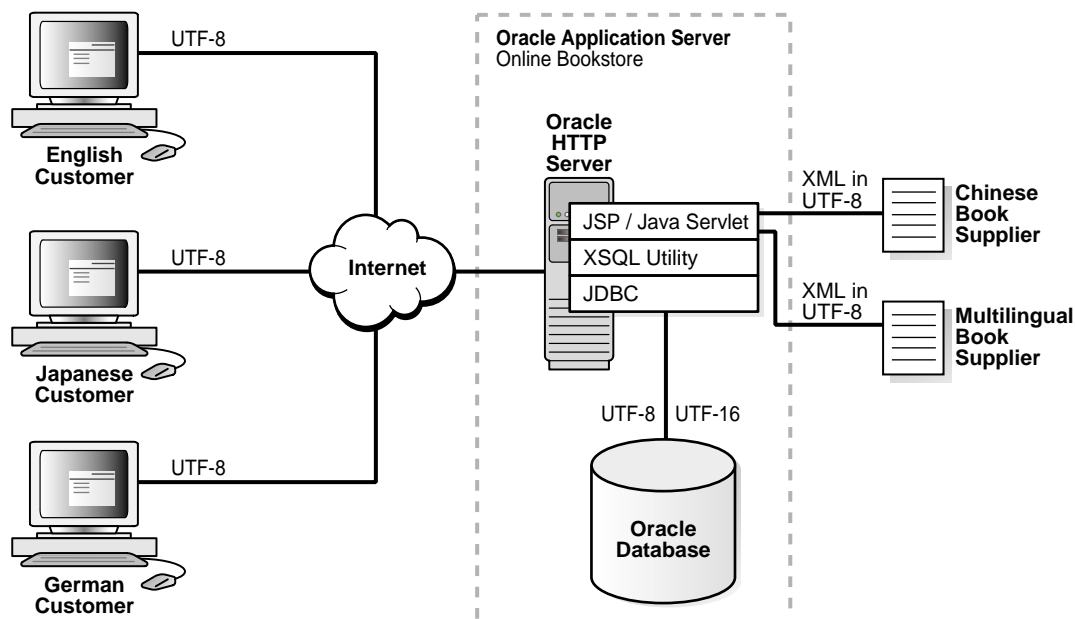 UTF-8
English
Customer
UTF-8
Japanese
Customer
UTF-8
German
Customer
Internet
Oracle Application Server
Online Bookstore
Oracle
HTTP
Server
JSP / Java Servlet
XSQL Utility
JDBC
UTF-8 UTF-16
Oracle
Database
XML in
UTF-8
Chinese
Book
Supplier
XML in
UTF-8
Multilingual
Book
Supplier